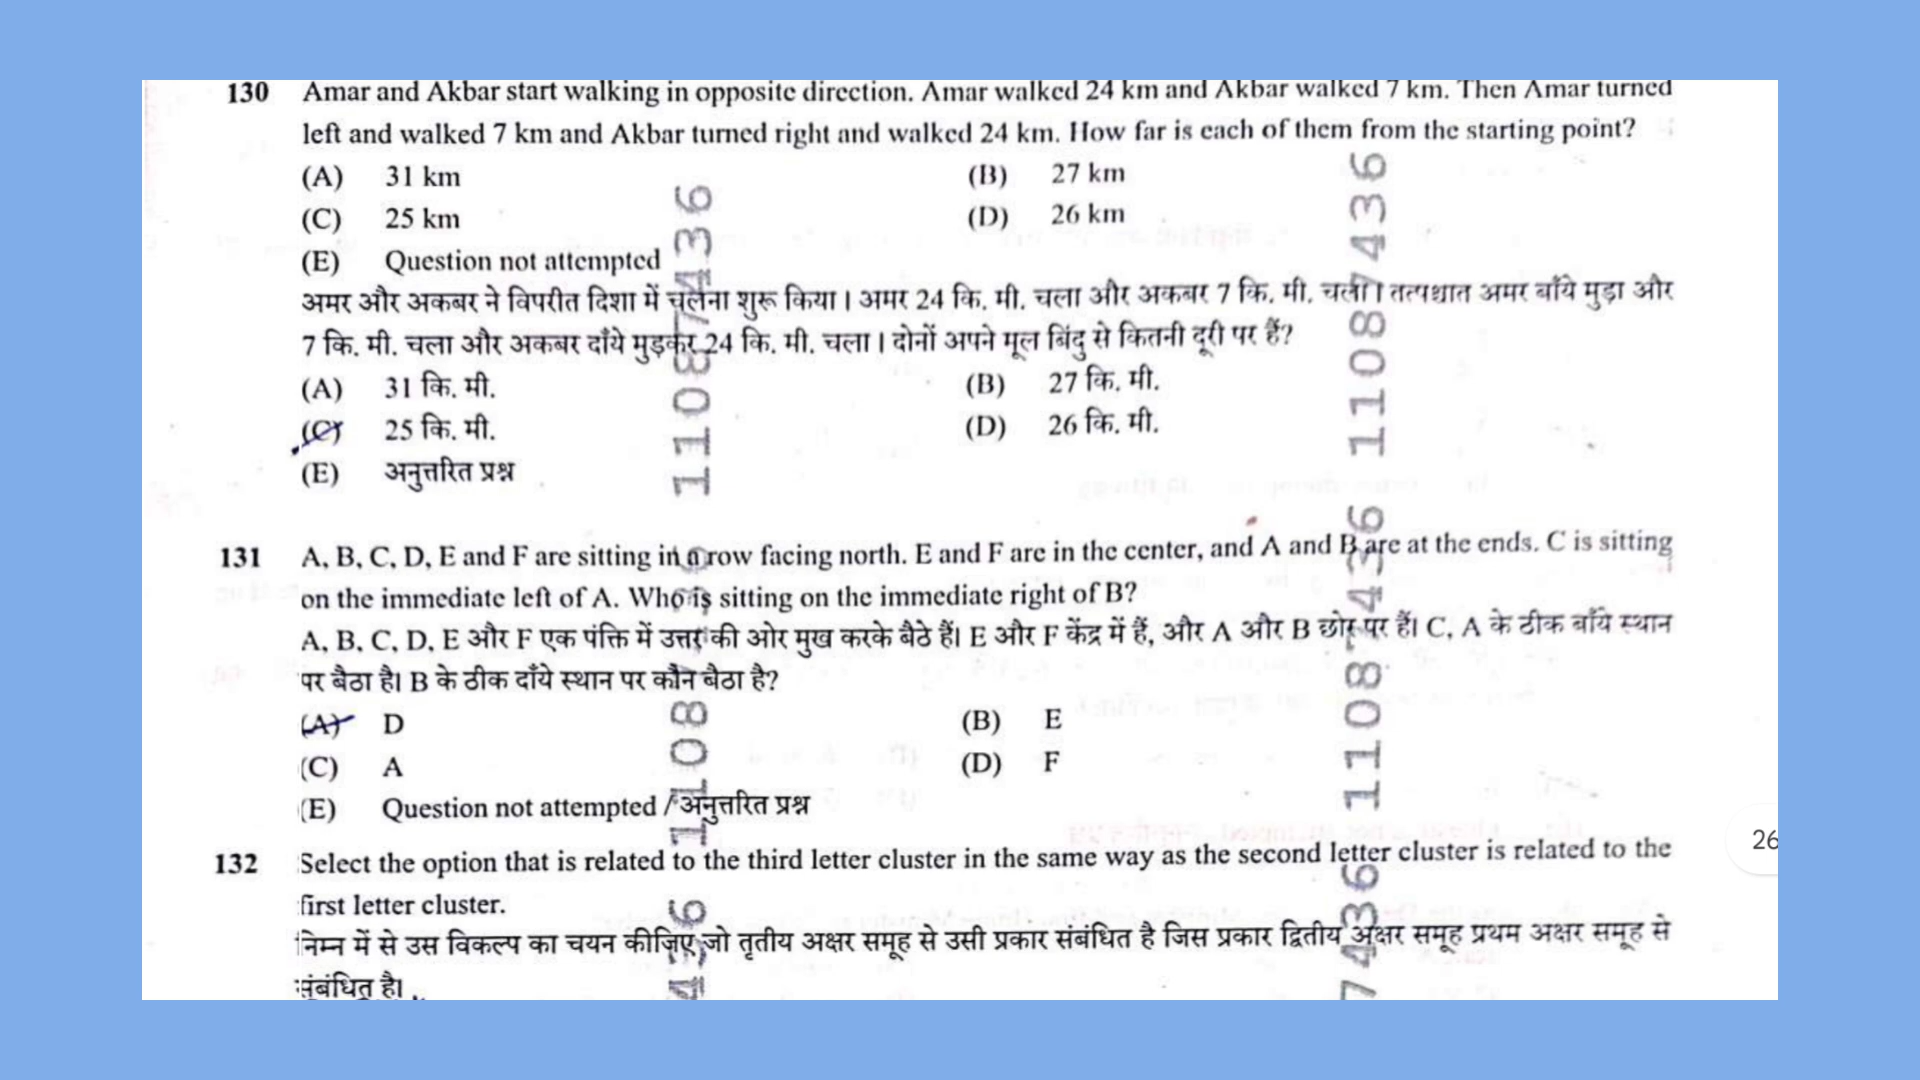 130 Amar and Akbar start walking in opposite direction. Amar walked 24 km and Akbar walked 7 km. Then Amar turned
left and walked 7 km and Akbar turned right and walked 24 km. How far is each of them from the starting point?
(A) 31 km (B) 27 km
(C) 25 km (D) 26 km
(E) Question not attempted
अमर और अकबर ने विपरीत दिशा में चलना शुरू किया। अमर 24 कि. मी. चला और अकबर 7 कि. मी. चला। तत्पश्चात अमर बाँये मुड़ा और
7 कि. मी. चला और अकबर दाँये मुड़कर 24 कि. मी. चला। दोनों अपने मूल बिंदु से कितनी दूरी पर हैं?
(A) 31 कि. मी. (B) 27 कि. मी.
(C) 25 कि. मी. (D) 26 कि. मी.
(E) अनुत्तरित प्रश्न
131 A, B, C, D, E and F are sitting in a row facing north. E and F are in the center, and A and B are at the ends. C is sitting
on the immediate left of A. Who is sitting on the immediate right of B?
A, B, C, D, E और F एक पंक्ति में उत्तर की ओर मुख करके बैठे हैं। E और F केंद्र में हैं, और A और B छोर पर हैं। C, A के ठीक बाँये स्थान
पर बैठा है। B के ठीक दाँये स्थान पर कौन बैठा है?
(A) D (B) E
(C) A (D) F
(E) Question not attempted / अनुत्तरित प्रश्न
132 Select the option that is related to the third letter cluster in the same way as the second letter cluster is related to the
first letter cluster.
निम्न में से उस विकल्प का चयन कीजिए जो तृतीय अक्षर समूह से उसी प्रकार संबंधित है जिस प्रकार द्वितीय अक्षर समूह प्रथम अक्षर समूह से
संबंधित है।
11087436
11087436
11087436
26